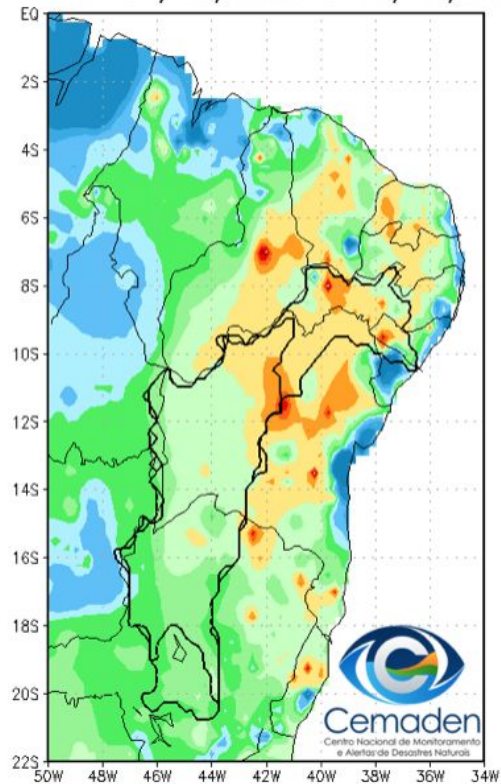 EQ
2S
4S
6S
8S
10S
12S
14S
16S
18S
20S
22S
Cemaden
Centro Nacional de Monitoramento
e Alertas de Desastres Naturais
50W 48W 46W 44W 42W 40W 38W 36W 34W